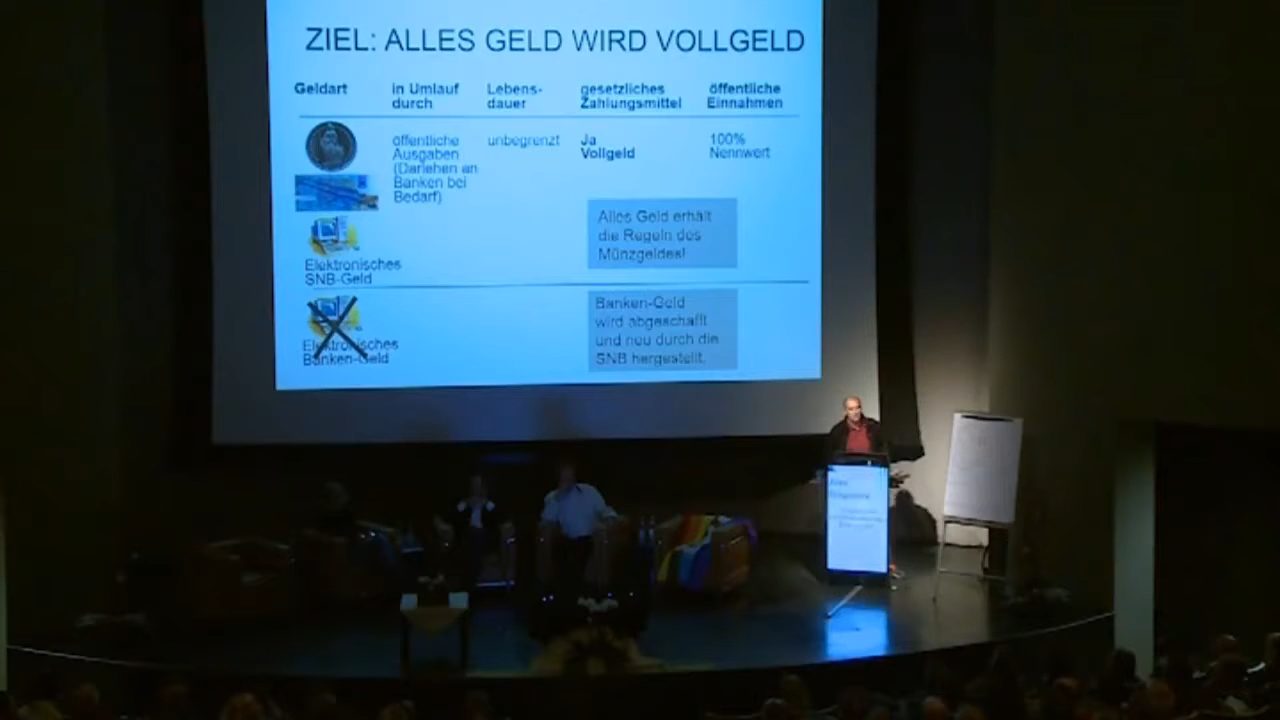 ZIEL: ALLES GELD WIRD VOLLGELD
Geldart
in Umlauf
durch
Lebens-
dauer
gesetzliches
Zahlungsmittel
öffentliche
Einnahmen
öffentliche
Ausgaben
(Darlehen an
Banken bei
Bedarf)
unbegrenzt
Ja
Vollgeld
100%
Nennwert
Elektronisches
SNB-Geld
Alles Geld erhält
die Regeln des
Münzgeldes!
Elektronisches
Banken-Geld
Banken-Geld
wird abgeschafft
und neu durch die
SNB hergestellt.